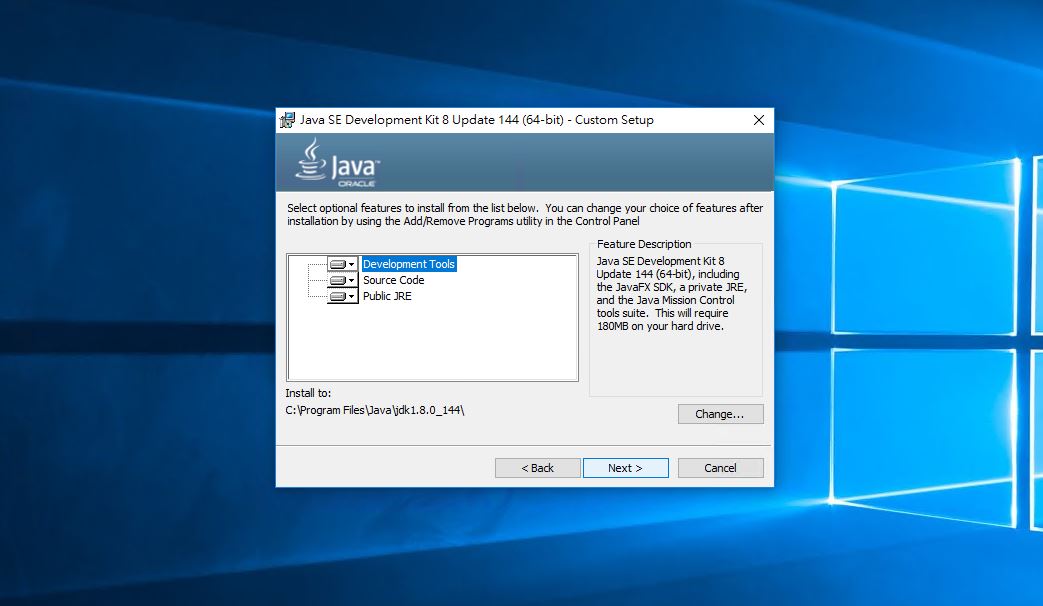 Java SE Development Kit 8 Update 144 (64-bit) - Custom Setup
Java™
ORACLE
Select optional features to install from the list below. You can change your choice of features after
installation by using the Add/Remove Programs utility in the Control Panel
Development Tools
Source Code
Public JRE
Feature Description
Java SE Development Kit 8
Update 144 (64-bit), including
the JavaFX SDK, a private JRE,
and the Java Mission Control
tools suite. This will require
180MB on your hard drive.
Install to:
C:\Program Files\Java\jdk1.8.0_144\
Change...
< Back
Next >
Cancel